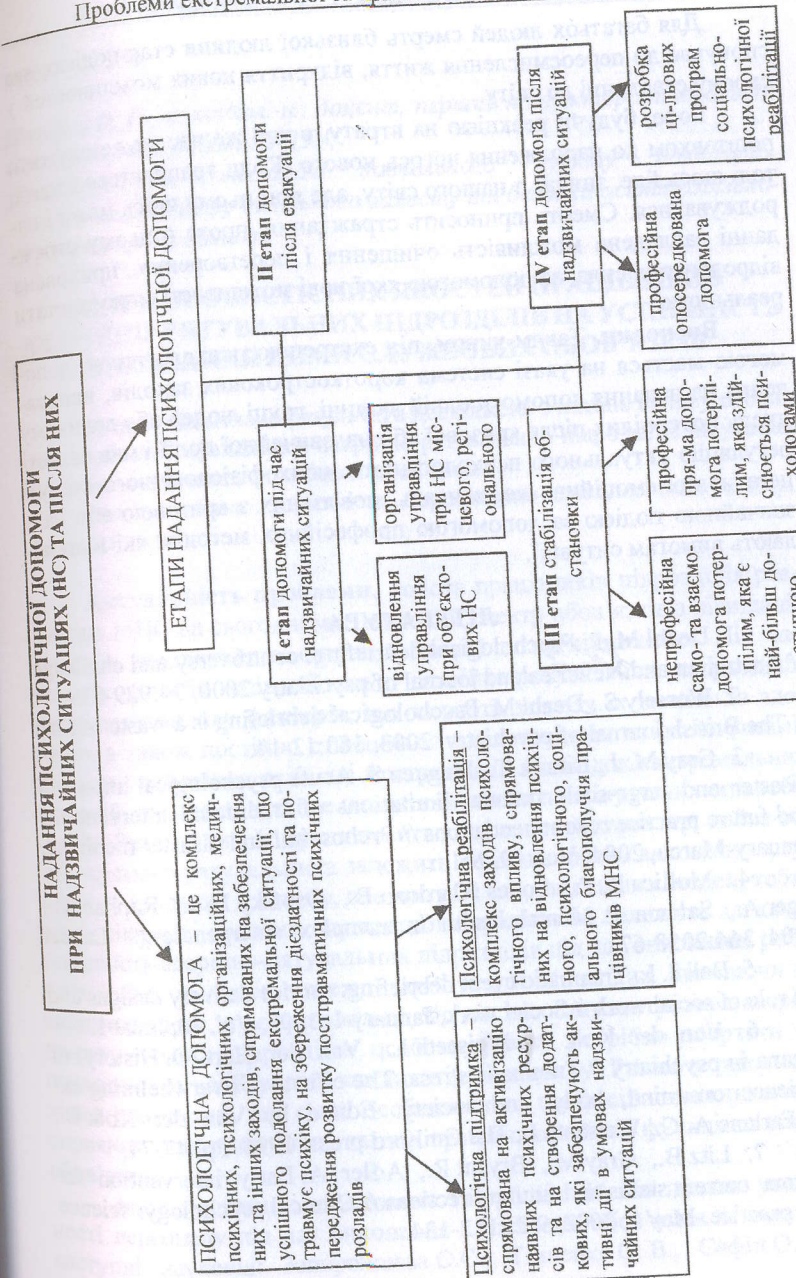 Проблеми екстремальної та
НАДАННЯ ПСИХОЛОГІЧНОЇ ДОПОМОГИ
ПРИ НАДЗВИЧАЙНИХ СИТУАЦІЯХ (НС) ТА ПІСЛЯ НИХ
ПСИХОЛОГІЧНА ДОПОМОГА – це комплекс
психічних, психологічних, організаційних, медич-
них та інших заходів, спрямованих на забезпечення
успішного подолання екстремальної ситуації, що
травмує психіку, на збереження працездатності та по-
передження розвитку посттравматичних психічних
розладів
Психологічна підтримка –
спрямована на активізацію
наявних психічних ресур-
сів та на створення додат-
кових, які забезпечують ак-
тивні дії в умовах надзви-
чайних ситуацій
Психологічна реабілітація –
комплекс заходів психоло-
гічного впливу, спрямова-
них на відновлення психіч-
ного, психологічного, соці-
ального благополуччя пра-
цівників МНС
ЕТАПИ НАДАННЯ ПСИХОЛОГІЧНОЇ ДОПОМОГИ
І етап допомоги під час
надзвичайних ситуацій
ІІ етап допомоги
після евакуації
відновлення
управління
при об”єкто-
вих НС
організація
управління
при НС міс-
цевого, регі-
онального
ІІІ етап стабілізація
становки
IV етап допомога після
надзвичайних ситуацій
непрофесійна
само- та взаємо-
допомога потер-
пілим, яка є
най-більш по-
професійна
пря-ма допо-
мога потерпі-
лим, яка здій-
снюється пси-
хологами
професійна
опосередкована
допомога
Розробка
цільових
програм
соціально-
психологічної
реабілітації